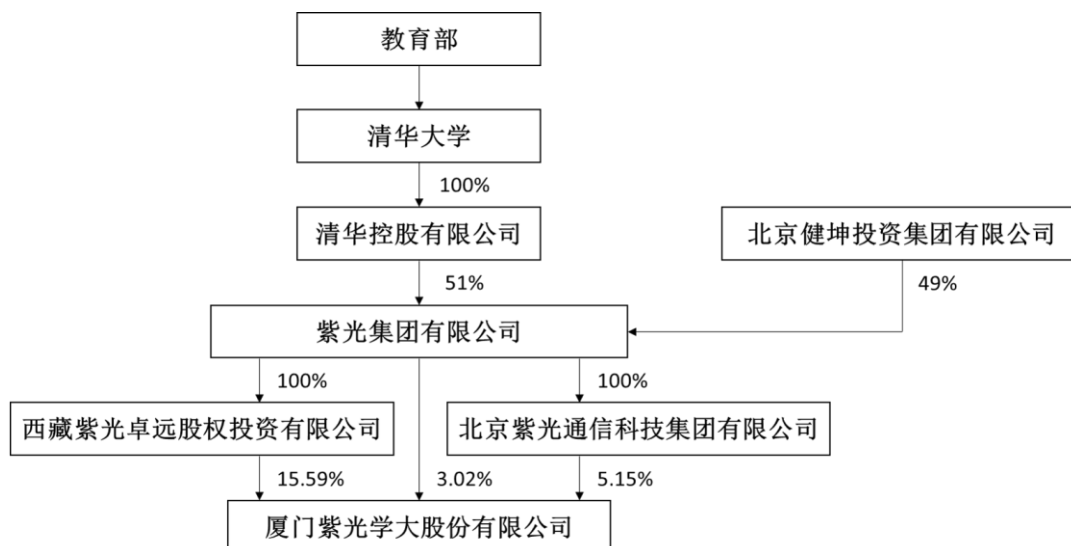 教育部
清华大学
100%
清华控股有限公司
北京健坤投资集团有限公司
51%
49%
紫光集团有限公司
100%
100%
西藏紫光卓远股权投资有限公司
北京紫光通信科技集团有限公司
15.59%
3.02%
5.15%
厦门紫光学大股份有限公司